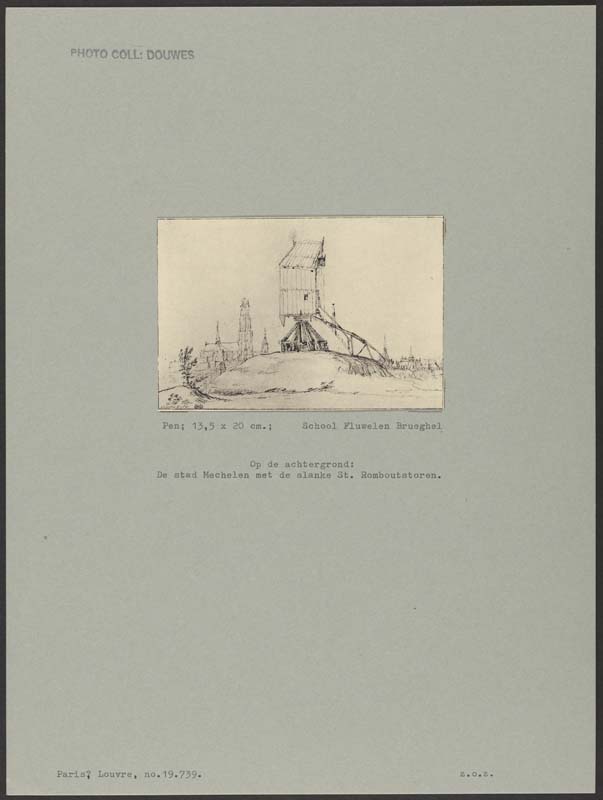 PHOTO COLL: DOUWES
Pen; 13,5 x 20 cm.; School Fluwelen Brueghel
Op de achtergrond:
De stad Mechelen met de slanke St. Romboutstoren.
Paris? Louvre, no.19.739.
z.o.z.